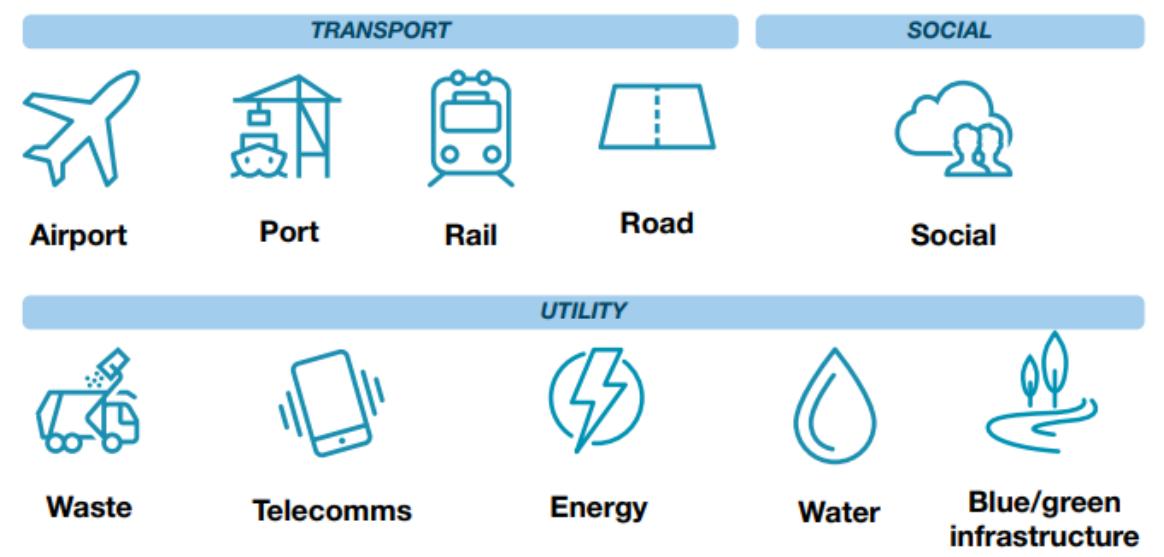 TRANSPORT
SOCIAL
Airport
Port
Rail
Road
Social
UTILITY
Waste
Telecomms
Energy
Water
Blue/green
infrastructure